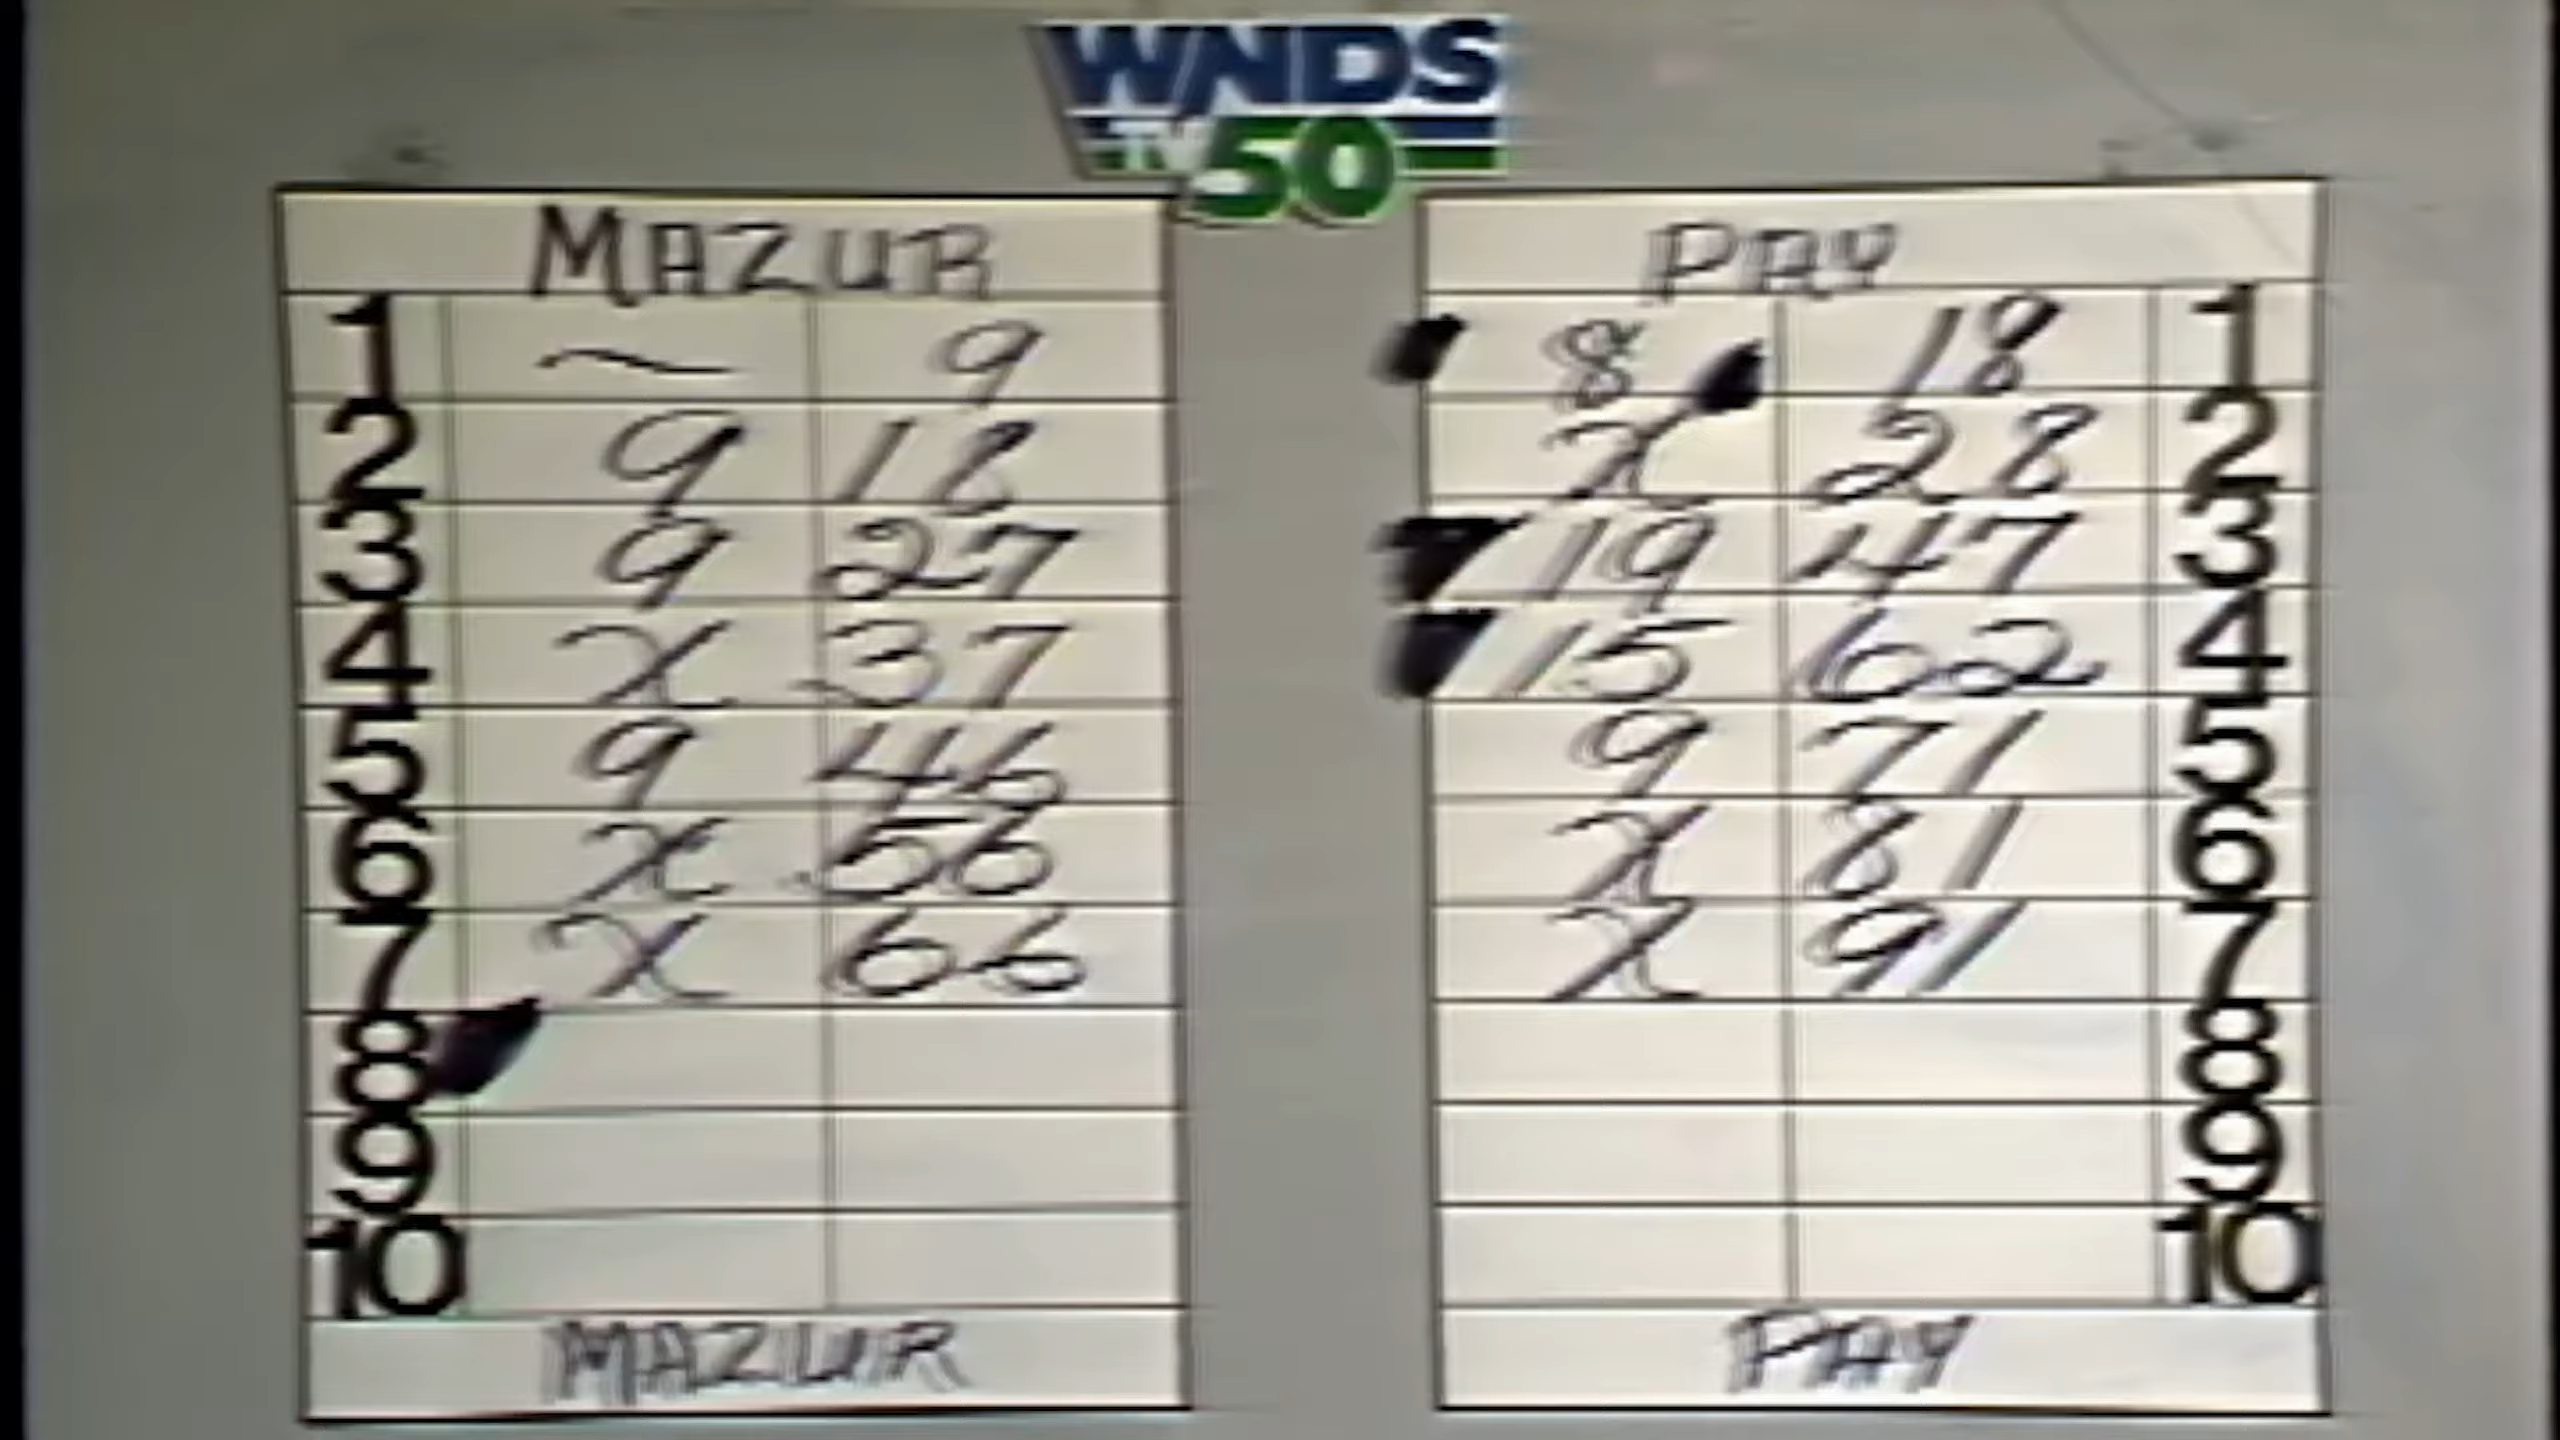 WNDS
TV 50
MAZUR
1 ~ 9
2 9 18
3 9 27
4 X 37
5 9 46
6 X 56
7 X 66
8
9
10
MAZUR
PAY
8 18 1
X 28 2
19 47 3
15 62 4
9 71 5
X 81 6
X 91 7
8
9
10
PAY